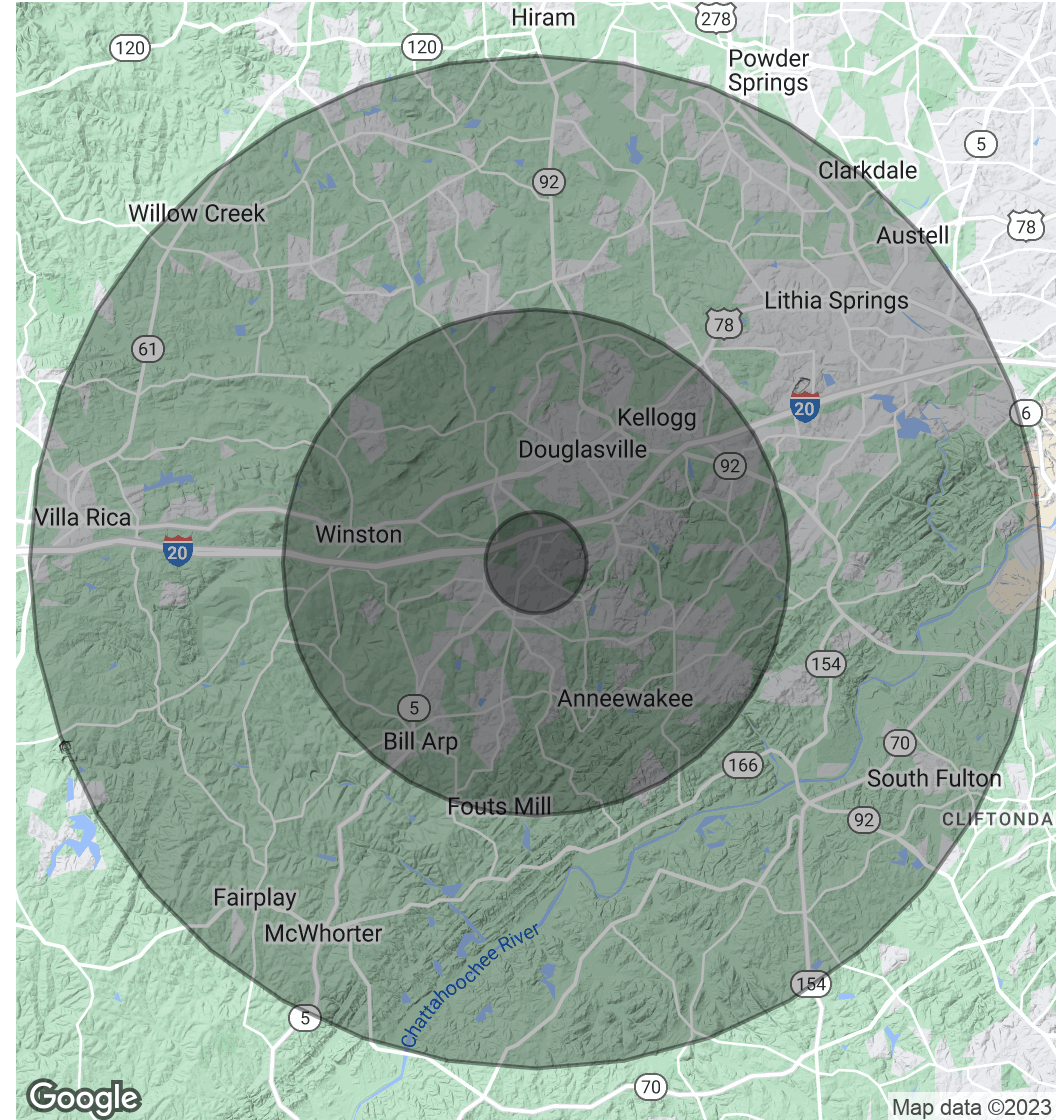 Hiram
278
120
120
Powder
Springs
5
Clarkdale
92
Willow Creek
78
Austell
Lithia Springs
78
61
20
6
Kellogg
Douglasville
92
Villa Rica
Winston
20
154
Anneewakee
5
Bill Arp
70
166
South Fulton
Fouts Mill
92
CLIFTONDA
Fairplay
McWhorter
Chattahoochee River
154
5
70
Google
Map data ©2023